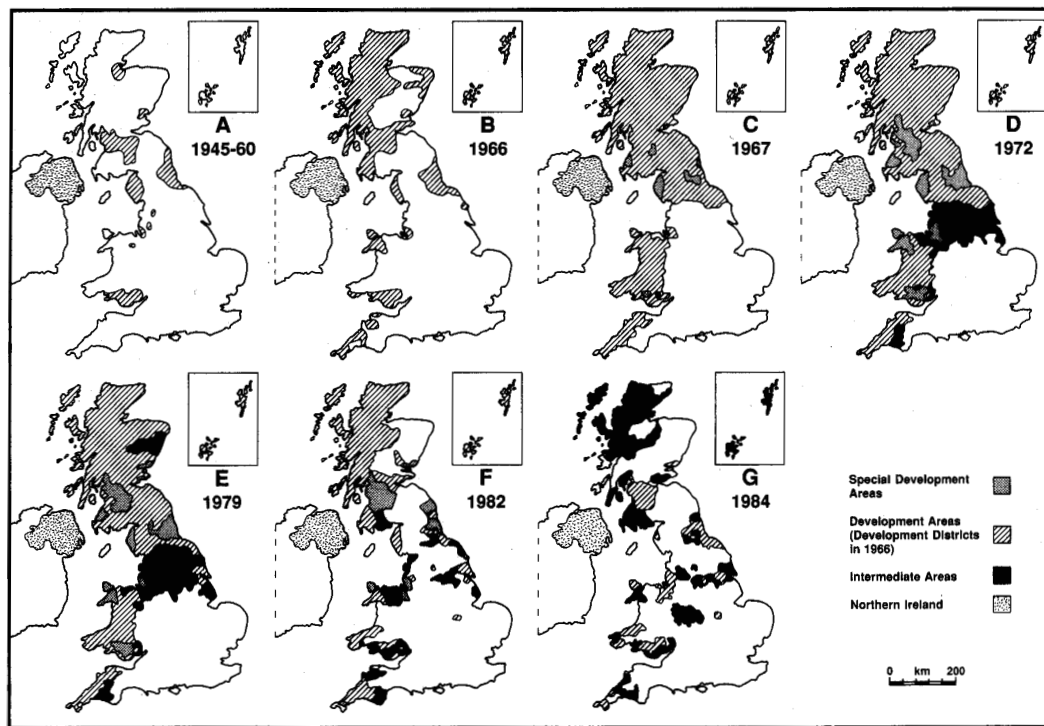 A
1945-60
B
1966
C
1967
D
1972
E
1979
F
1982
G
1984
Special Development
Areas
Development Areas
(Development Districts
in 1966)
Intermediate Areas
Northern Ireland
0 km 200